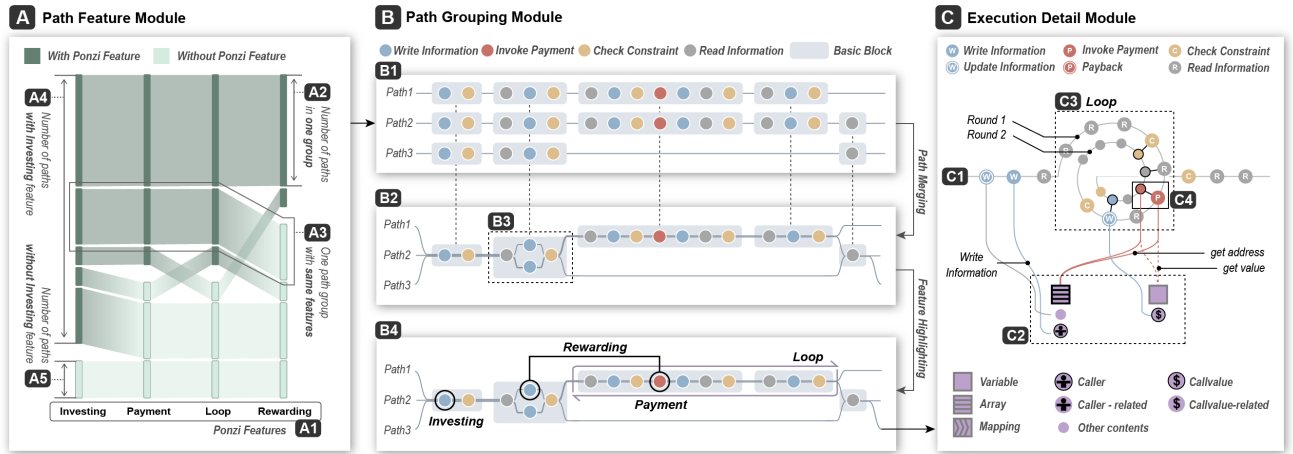 A Path Feature Module
With Ponzi Feature
Without Ponzi Feature
A4
Number of paths
with Investing feature
A2
Number of paths
in one group
A3
One path group
with same features
Number of paths
without Investing feature
A5
Investing
Payment
Loop
Rewarding
Ponzi Features A1
B Path Grouping Module
Write Information
Invoke Payment
Check Constraint
Read Information
Basic Block
B1
Path1
Path2
Path3
Path Merging
B2
B3
Path1
Path2
Path3
Feature Highlighting
B4
Rewarding
Loop
Path1
Path2
Path3
Payment
Investing
C Execution Detail Module
W Write Information
P Invoke Payment
C Check Constraint
W Update Information
P Payback
R Read Information
C3 Loop
Round 1
Round 2
R
R
C
R
R
C1
W
W
R
C
R
R
P
C4
C
W
R
Write
Information
get address
get value
C2
$
Variable
Caller
$ Callvalue
Array
Caller - related
$ Callvalue-related
Mapping
Other contents